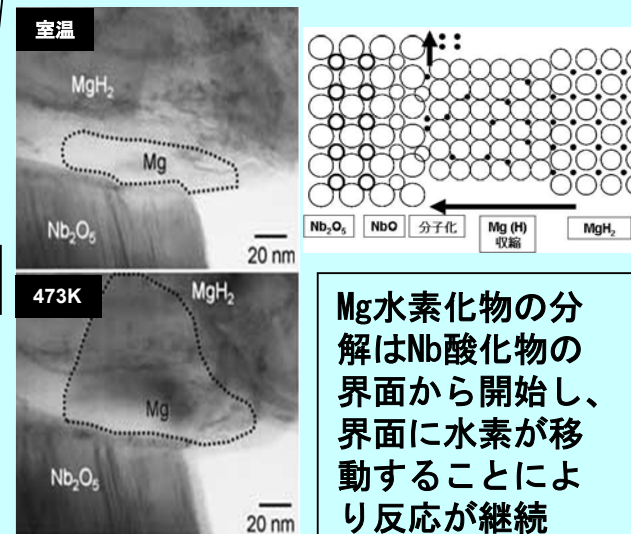 室温
MgH₂
Mg
Nb₂O₅
20 nm
473K
MgH₂
Mg
Nb₂O₅
20 nm
Nb₂O₅ NbO 分子化 Mg (H) 収縮 MgH₂
Mg水素化物の分
解はNb酸化物の
界面から開始し、
界面に水素が移
動することによ
り反応が継続